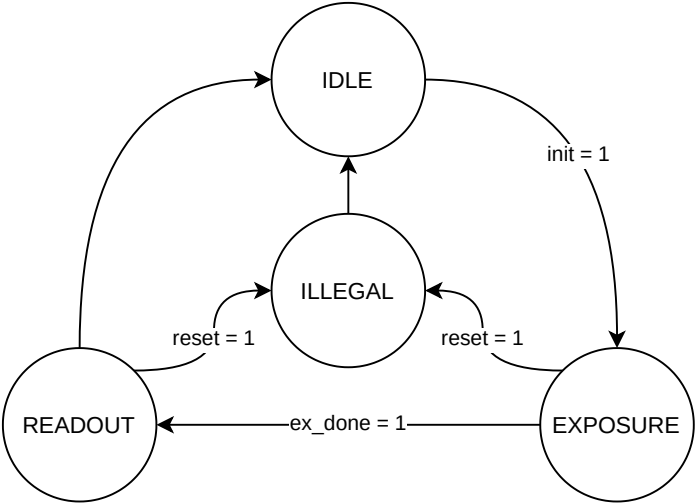 IDLE
init = 1
ILLEGAL
reset = 1
reset = 1
READOUT
ex_done = 1
EXPOSURE